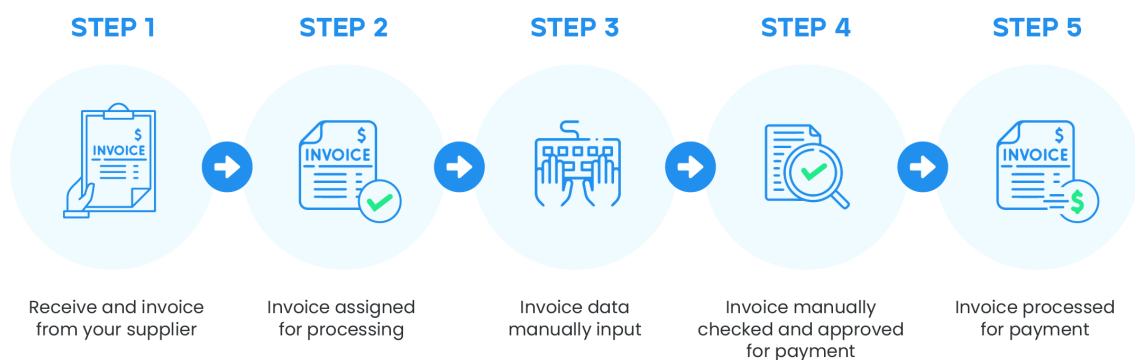 STEP 1
STEP 2
STEP 3
STEP 4
STEP 5
$
INVOICE
$
INVOICE
$
INVOICE
$
Receive and invoice
from your supplier
Invoice assigned
for processing
Invoice data
manually input
Invoice manually
checked and approved
for payment
Invoice processed
for payment